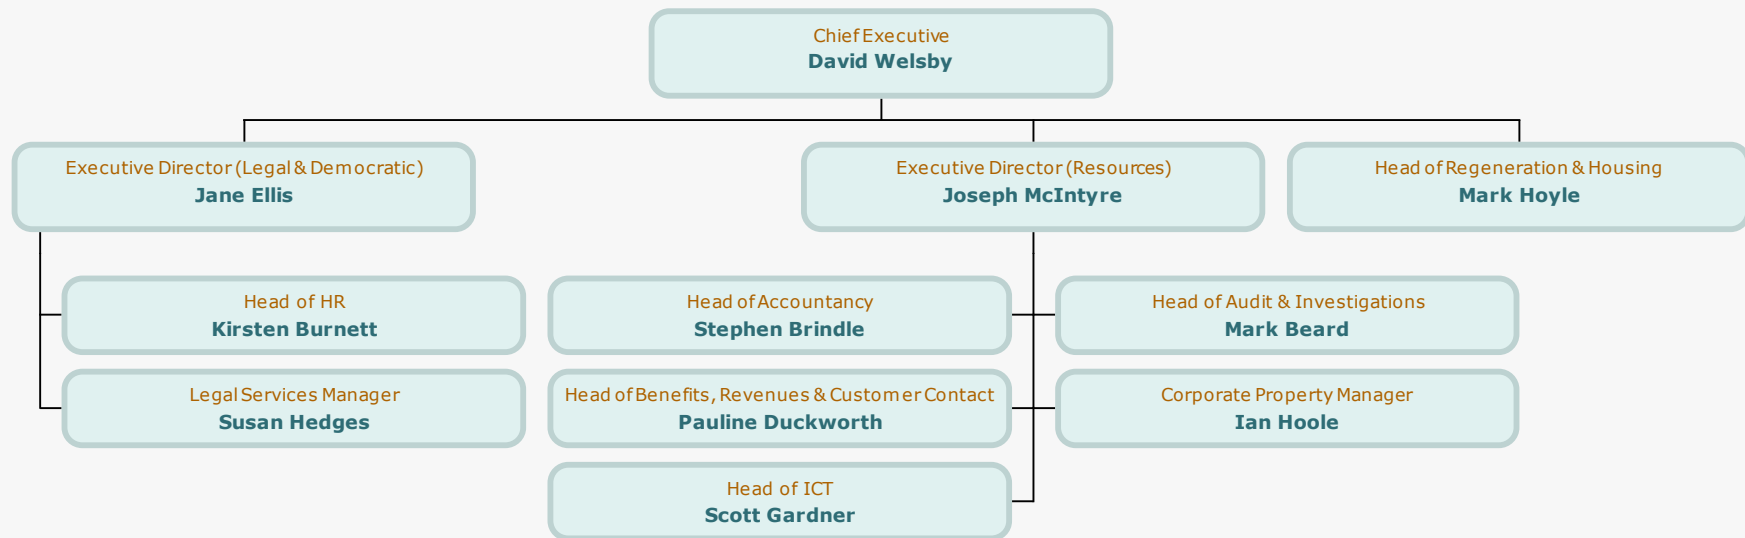 Chief Executive
David Welsby
Executive Director (Legal & Democratic)
Jane Ellis
Executive Director (Resources)
Joseph McIntyre
Head of Regeneration & Housing
Mark Hoyle
Head of HR
Kirsten Burnett
Head of Accountancy
Stephen Brindle
Head of Audit & Investigations
Mark Beard
Legal Services Manager
Susan Hedges
Head of Benefits, Revenues & Customer Contact
Pauline Duckworth
Corporate Property Manager
Ian Hoole
Head of ICT
Scott Gardner